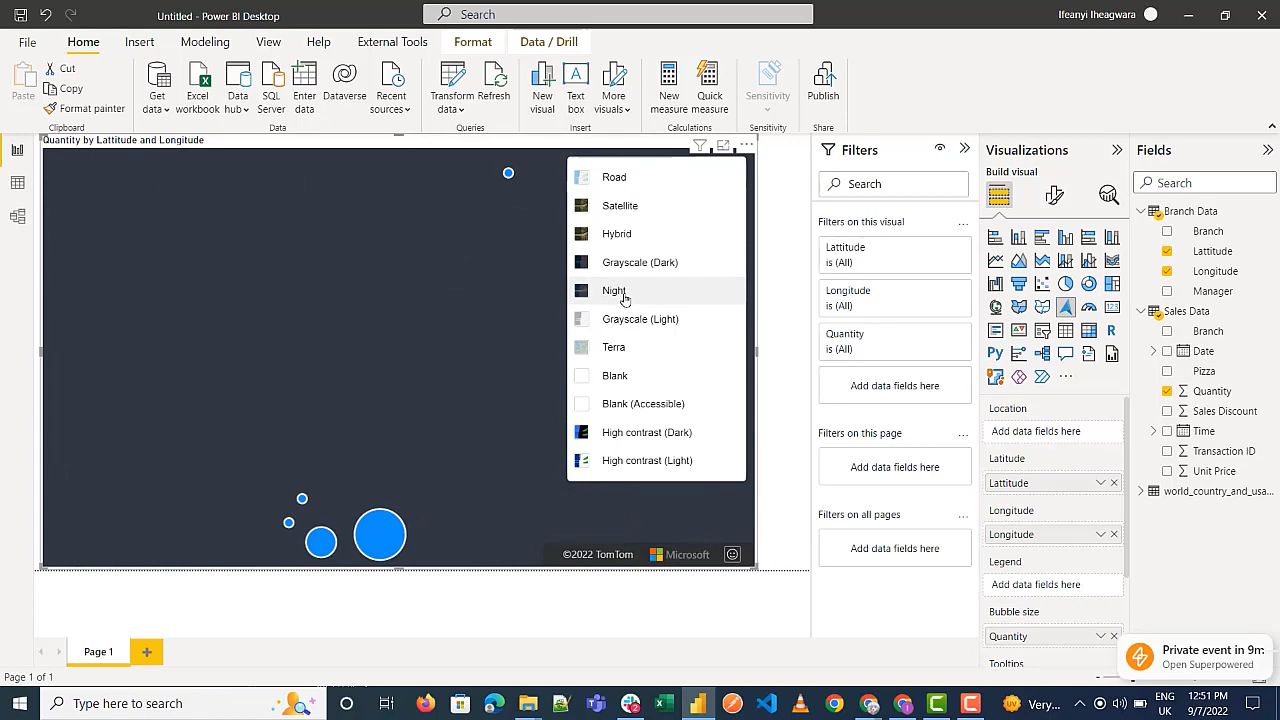 Untitled - Power BI Desktop
Search
Ifeanyi Iheagwara
File
Home
Insert
Modeling
View
Help
External Tools
Format
Data / Drill
Paste
Cut
Copy
Format painter
Get data
Excel workbook
Data hub
SQL Server
Enter data
Dataverse
Recent sources
Transform data
Refresh
New visual
Text box
More visuals
New measure
Quick measure
Sensitivity
Publish
Clipboard
Data
Queries
Insert
Calculations
Sensitivity
Share
Quantity by Lattitude and Longitude
Road
Satellite
Hybrid
Grayscale (Dark)
Night
Grayscale (Light)
Terra
Blank
Blank (Accessible)
High contrast (Dark)
High contrast (Light)
©2022 TomTom
Microsoft
Filters
Search
Filters on this visual
...
Lattitude
is (All)
Longitude
is (All)
Quantity
is (All)
Add data fields here
Filters on this page
...
Add data fields here
Filters on all pages
...
Add data fields here
Visualizations
Build visual
R
Py
123
...
Location
Add data fields here
Latitude
Lattitude
Longitude
Longitude
Legend
Add data fields here
Bubble size
Quantity
Tooltips
Fields
Search
Branch Data
Branch
Lattitude
Longitude
Manager
Sales Data
Branch
Date
Pizza
Quantity
Sales Discount
Time
Transaction ID
Unit Price
world_country_and_usa...
Private event in 9m
Open Superpowered
Page 1
Page 1 of 1
Type here to search
Very...
ENG
UK
12:51 PM
9/7/2022